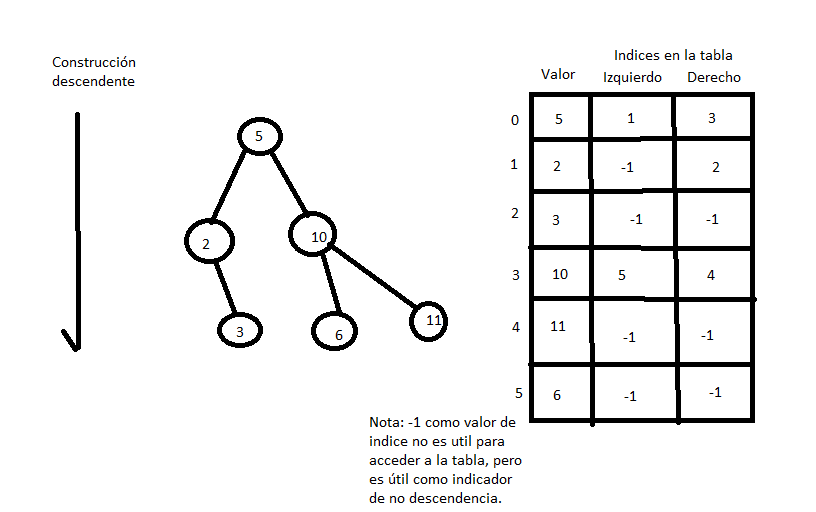 Construcción
descendente
5
2
10
3
6
11
Indices en la tabla
Valor Izquierdo Derecho
0 5 1 3
1 2 -1 2
2 3 -1 -1
3 10 5 4
4 11 -1 -1
5 6 -1 -1
Nota: -1 como valor de
indice no es util para
acceder a la tabla, pero
es útil como indicador
de no descendencia.